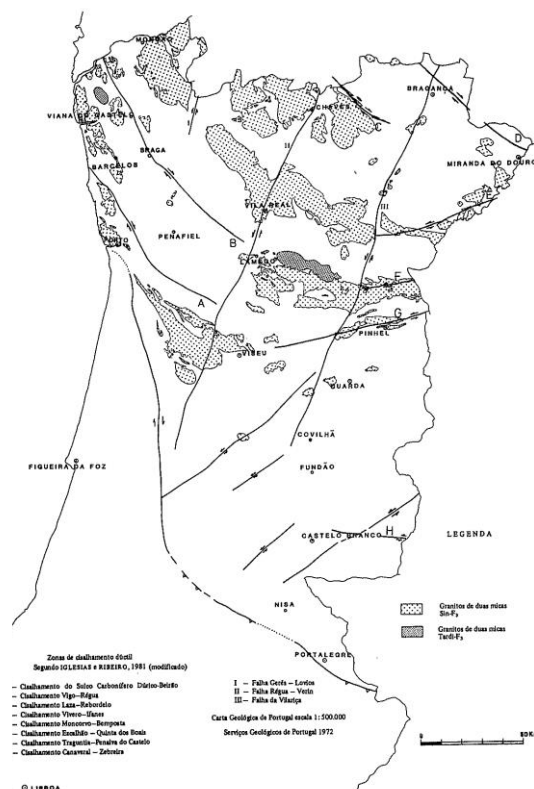 MONÇÃO
BRAGANÇA
CHAVES
C
VIANA DO CASTELO
D
II
BRAGA
MIRANDA DO DOURO
BARCELOS
E
III
VILA REAL
PENAFIEL
B
PORTO
LAMEGO
F
A
G
PINHEL
VISEU
GUARDA
COVILHÃ
FIGUEIRA DA FOZ
FUNDÃO
H
CASTELO BRANCO
LEGENDA
NISA
Granitos de duas micas
Sin-F₃
Granitos de duas micas
Tardi-F₃
PORTALEGRE
Zonas de cisalhamento dúctil
Segundo IGLESIAS e RIBEIRO, 1981 (modificado)
— Cisalhamento do Sulco Carbonífero Dúrico-Beirão
— Cisalhamento Vigo–Régua
— Cisalhamento Laza–Rebordelo
— Cisalhamento Vivero–Ifanes
— Cisalhamento Moncorvo–Bemposta
— Cisalhamento Escalhão – Quinta dos Boais
— Cisalhamento Traguntia–Penalva do Castelo
— Cisalhamento Canaveral – Zebreira
I — Falha Gerês – Lovios
II — Falha Régua – Verin
III — Falha da Vilariça
Carta Geológica de Portugal escala 1:500.000
Serviços Geológicos de Portugal 1972
0
LISBOA